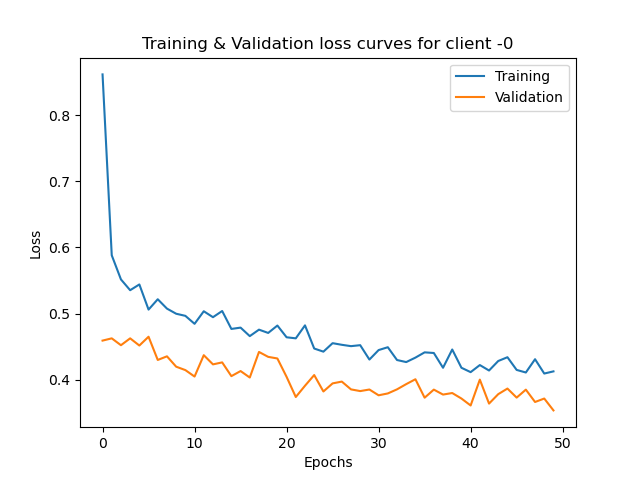 Training & Validation loss curves for client -0
Training
Validation
0.8
0.7
0.6
0.5
0.4
Loss
0
10
20
30
40
50
Epochs